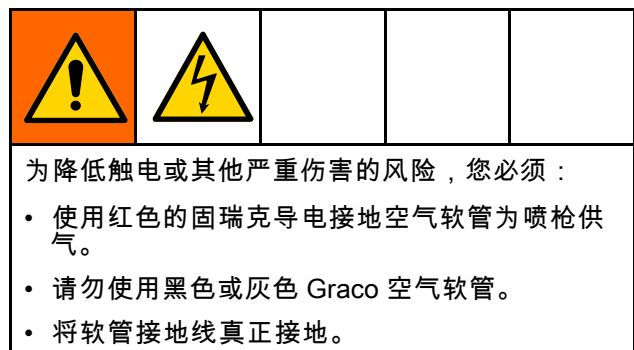 为降低触电或其他严重伤害的风险，您必须：
• 使用红色的固瑞克导电接地空气软管为喷枪供
气。
• 请勿使用黑色或灰色 Graco 空气软管。
• 将软管接地线真正接地。